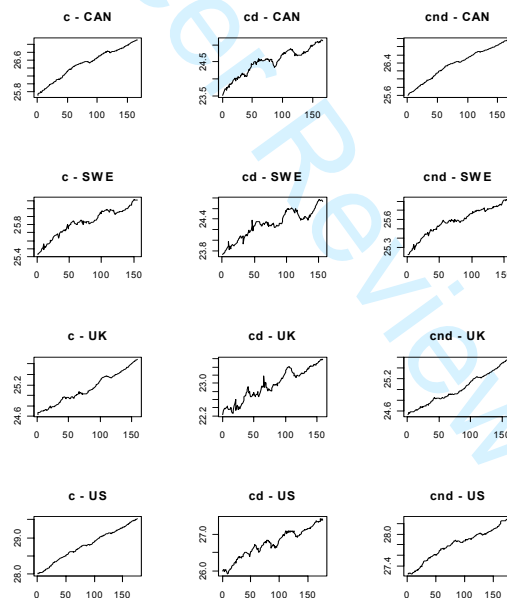 c - CAN
cd - CAN
cnd - CAN
25.8 26.6
23.5 24.5
25.6 26.4
0 50 100 150
0 50 100 150
0 50 100 150
c - SWE
cd - SWE
cnd - SWE
25.4 25.8
23.8 24.4
25.3 25.6
0 50 100 150
0 50 100 150
0 50 100 150
c - UK
cd - UK
cnd - UK
24.6 25.2
22.2 23.0
24.6 25.2
0 50 100 150
0 50 100 150
0 50 100 150
c - US
cd - US
cnd - US
28.0 29.0
26.0 27.0
27.4 28.0
0 50 100 150
0 50 100 150
0 50 100 150
er Review